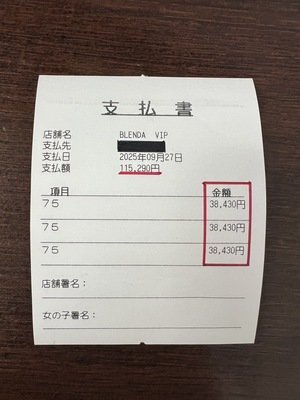 支払書
店舗名 BLENDA VIP
支払先
支払日 2025年09月27日
支払額 115,290円
項目 金額
75 38,430円
75 38,430円
75 38,430円
店舗署名：
女の子署名：